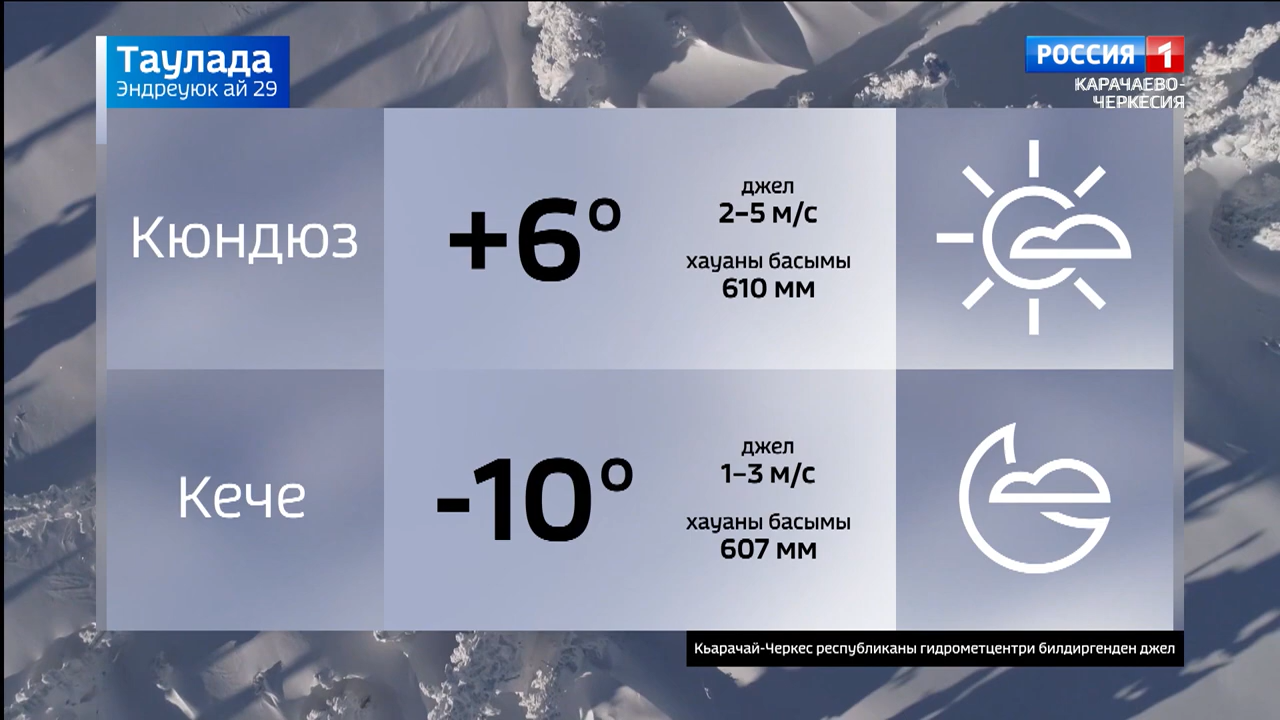 Таулада
Эндреуюк ай 29
РОССИЯ 1
КАРАЧАЕВО-
ЧЕРКЕСИЯ
Кюндюз
+6°
джел
2–5 м/с
хауаны басымы
610 мм
Кече
-10°
джел
1–3 м/с
хауаны басымы
607 мм
Кьарачай-Черкес республиканы гидрометцентри билдиргенден джел